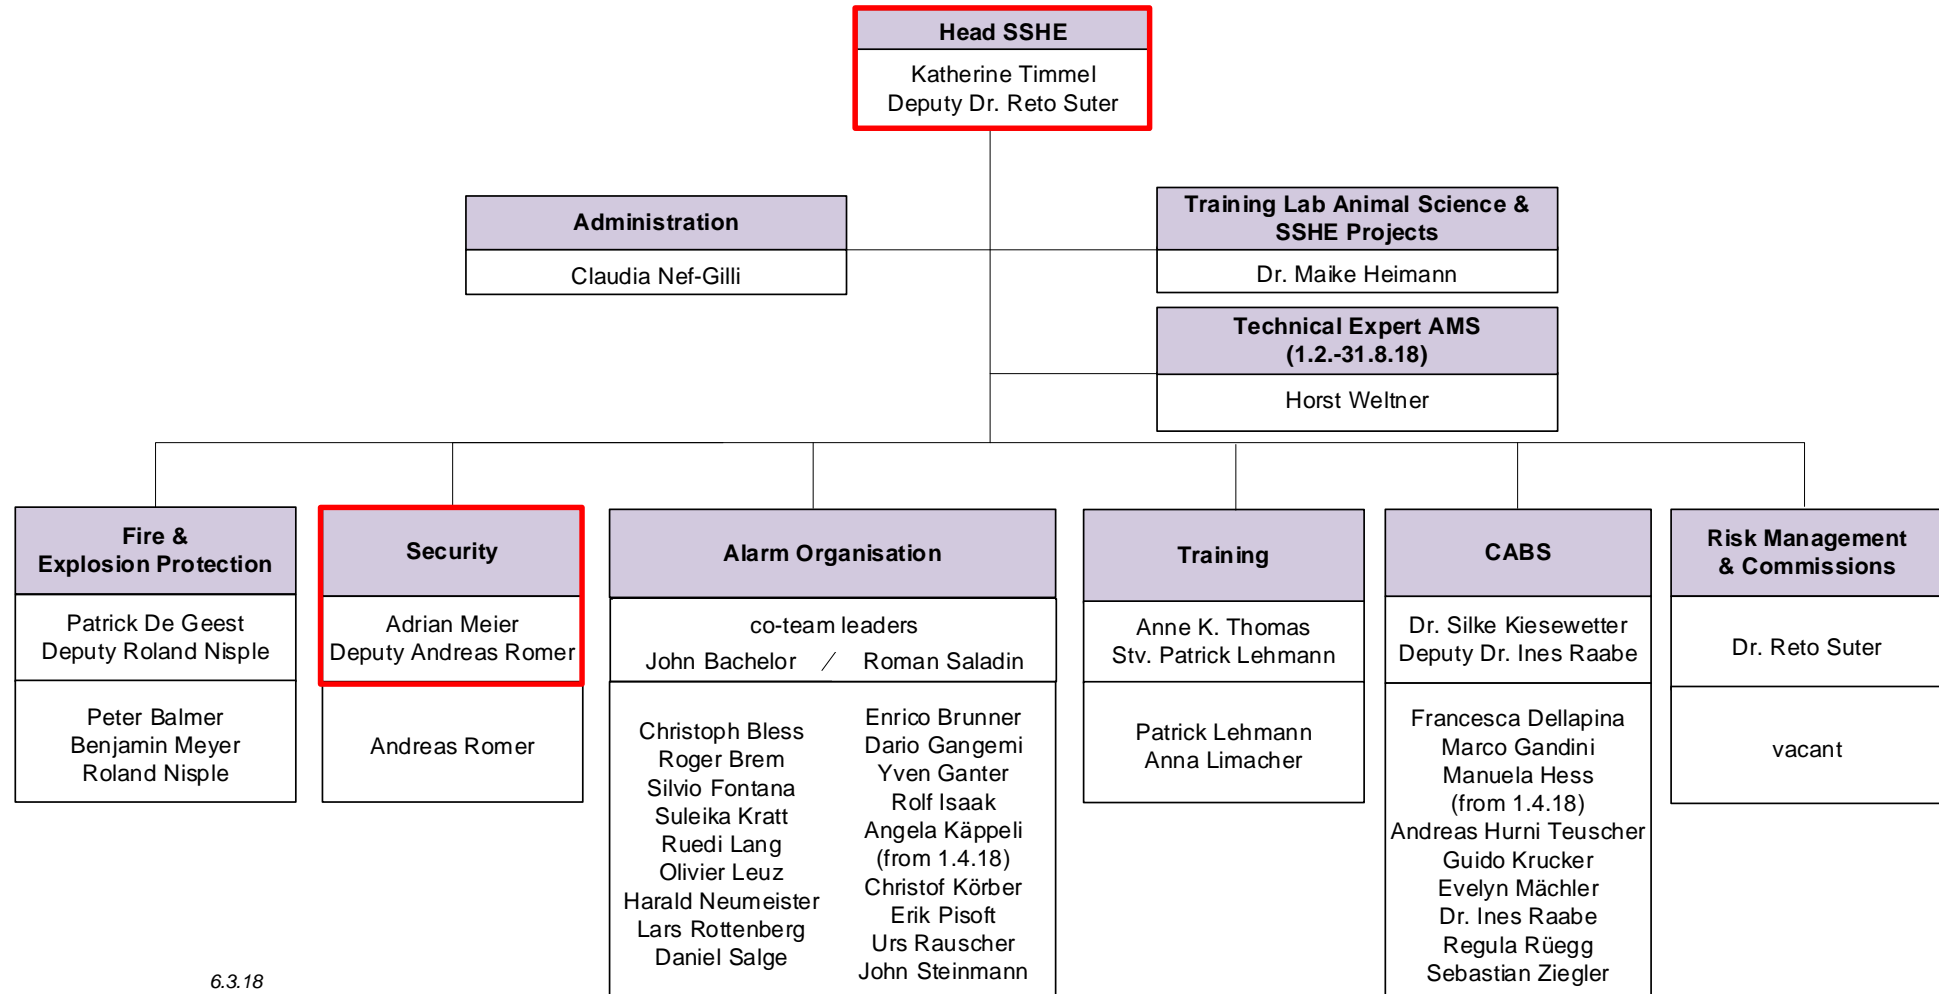 Head SSHE
Katherine Timmel
Deputy Dr. Reto Suter
Administration
Claudia Nef-Gilli
Training Lab Animal Science &
SSHE Projects
Dr. Maike Heimann
Technical Expert AMS
(1.2.-31.8.18)
Horst Weltner
Fire &
Explosion Protection
Patrick De Geest
Deputy Roland Nisple
Peter Balmer
Benjamin Meyer
Roland Nisple
Security
Adrian Meier
Deputy Andreas Romer
Andreas Romer
Alarm Organisation
co-team leaders
John Bachelor / Roman Saladin
Christoph Bless
Roger Brem
Silvio Fontana
Suleika Kratt
Ruedi Lang
Olivier Leuz
Harald Neumeister
Lars Rottenberg
Daniel Salge
Enrico Brunner
Dario Gangemi
Yven Ganter
Rolf Isaak
Angela Käppeli
(from 1.4.18)
Christof Körber
Erik Pisoft
Urs Rauscher
John Steinmann
Training
Anne K. Thomas
Stv. Patrick Lehmann
Patrick Lehmann
Anna Limacher
CABS
Dr. Silke Kiesewetter
Deputy Dr. Ines Raabe
Francesca Dellapina
Marco Gandini
Manuela Hess
(from 1.4.18)
Andreas Hurni Teuscher
Guido Krucker
Evelyn Mächler
Dr. Ines Raabe
Regula Rüegg
Sebastian Ziegler
Risk Management
& Commissions
Dr. Reto Suter
vacant
6.3.18